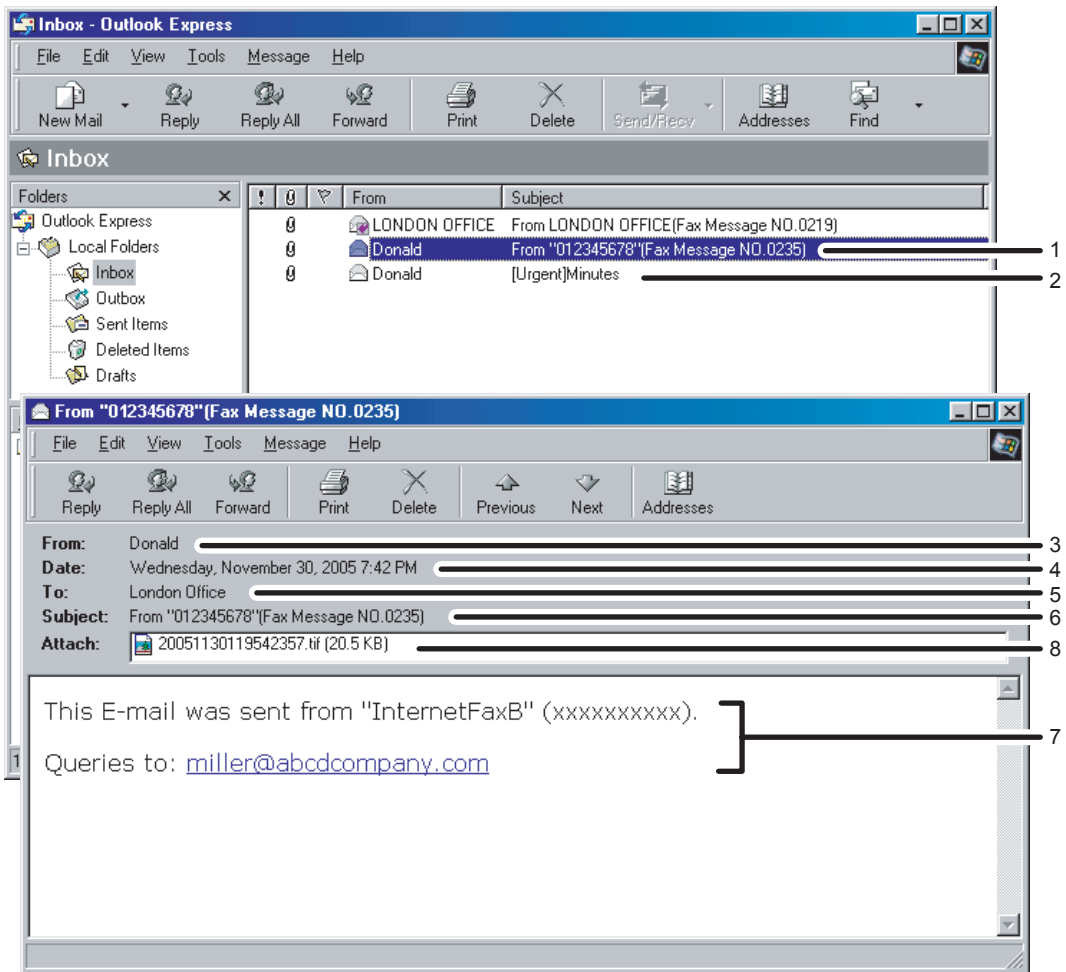 Inbox - Outlook Express
File Edit View Tools Message Help
New Mail Reply Reply All Forward Print Delete Send/Recv Addresses Find
Inbox
Folders x ! From Subject
Outlook Express LONDON OFFICE From LONDON OFFICE(Fax Message NO.0219)
Local Folders Donald From "012345678"(Fax Message NO.0235) 1
Inbox Donald [Urgent]Minutes 2
Outbox
Sent Items
Deleted Items
Drafts
From "012345678"(Fax Message NO.0235)
File Edit View Tools Message Help
Reply Reply All Forward Print Delete Previous Next Addresses
From: Donald 3
Date: Wednesday, November 30, 2005 7:42 PM 4
To: London Office 5
Subject: From "012345678"(Fax Message NO.0235) 6
Attach: 20051130119542357.tif (20.5 KB) 8
This E-mail was sent from "InternetFaxB" (xxxxxxxxxx).
7
1
Queries to: miller@abcdcompany.com